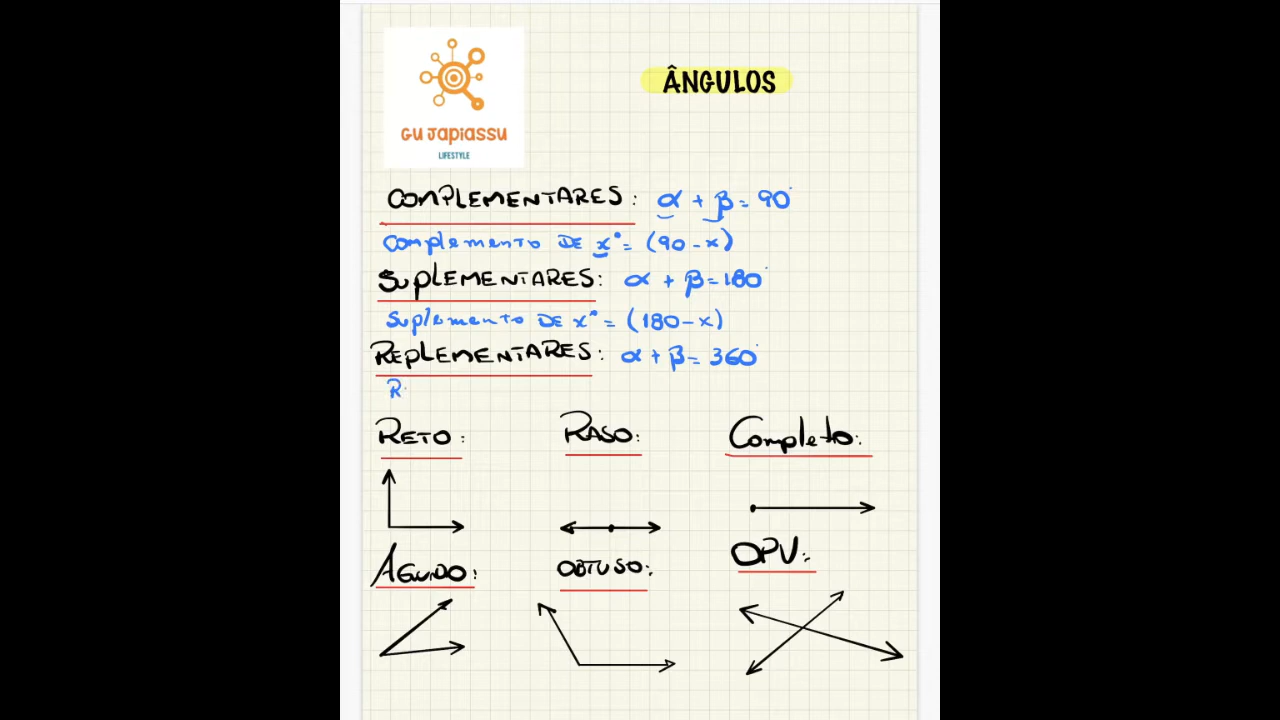 GU JAPIASSU
LIFESTYLE
ÂNGULOS
COMPLEMENTARES: α + β = 90°
Complemento DE x° = (90 - x)
SUPLEMENTARES: α + β = 180°
Suplemento DE x° = (180 - x)
REPLEMENTARES: α + β = 360°
R
RETO: RASO: Completo:
AGUDO: OBTUSO: OPV: